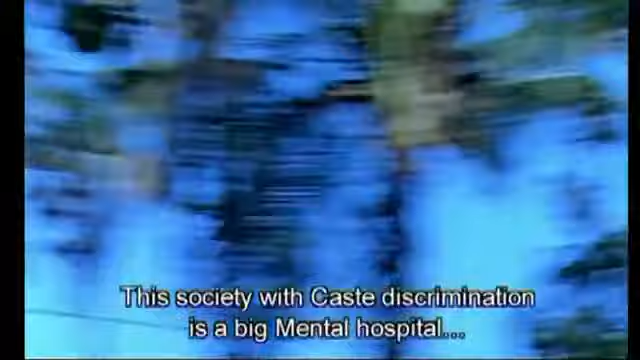 This society with Caste discrimination
is a big Mental hospital...